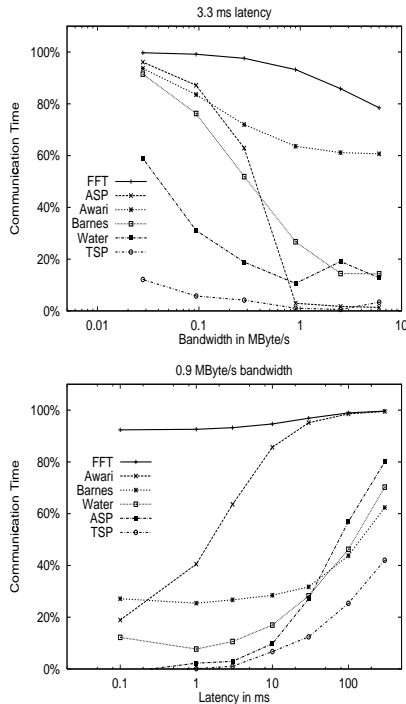 3.3 ms latency
100%
80%
60%
40%
20%
0%
Communication Time
FFT
ASP
Awari
Barnes
Water
TSP
0.01 0.1 1 10
Bandwidth in MByte/s
0.9 MByte/s bandwidth
100%
80%
60%
40%
20%
0%
Communication Time
FFT
Awari
Barnes
Water
ASP
TSP
0.1 1 10 100
Latency in ms